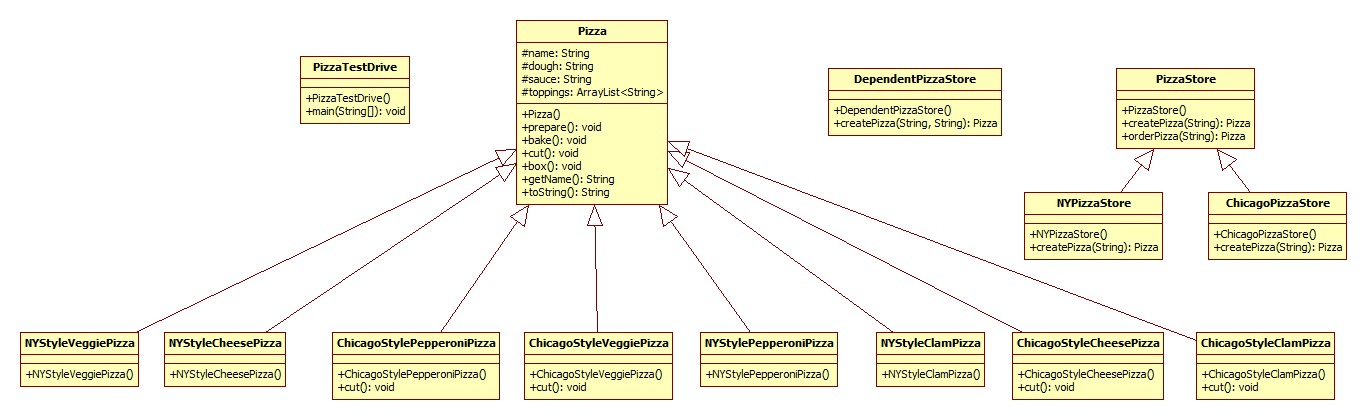 Pizza
#name: String
#dough: String
#sauce: String
#toppings: ArrayList<String>
+Pizza()
+prepare(): void
+bake(): void
+cut(): void
+box(): void
+getName(): String
+toString(): String
PizzaTestDrive
+PizzaTestDrive()
+main(String[]): void
DependentPizzaStore
+DependentPizzaStore()
+createPizza(String, String): Pizza
PizzaStore
+PizzaStore()
+createPizza(String): Pizza
+orderPizza(String): Pizza
NYPizzaStore
+NYPizzaStore()
+createPizza(String): Pizza
ChicagoPizzaStore
+ChicagoPizzaStore()
+createPizza(String): Pizza
NYStyleVeggiePizza
+NYStyleVeggiePizza()
NYStyleCheesePizza
+NYStyleCheesePizza()
ChicagoStylePepperoniPizza
+ChicagoStylePepperoniPizza()
+cut(): void
ChicagoStyleVeggiePizza
+ChicagoStyleVeggiePizza()
+cut(): void
NYStylePepperoniPizza
+NYStylePepperoniPizza()
NYStyleClamPizza
+NYStyleClamPizza()
ChicagoStyleCheesePizza
+ChicagoStyleCheesePizza()
+cut(): void
ChicagoStyleClamPizza
+ChicagoStyleClamPizza()
+cut(): void